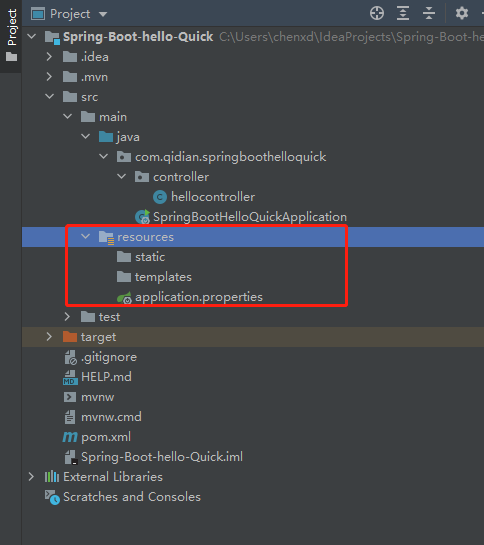 Project
Project
Spring-Boot-hello-Quick C:\Users\chenxd\IdeaProjects\Spring-Boot-he
.idea
.mvn
src
main
java
com.qidian.springboothelloquick
controller
hellocontroller
SpringBootHelloQuickApplication
resources
static
templates
application.properties
test
target
.gitignore
HELP.md
mvnw
mvnw.cmd
pom.xml
Spring-Boot-hello-Quick.iml
External Libraries
Scratches and Consoles